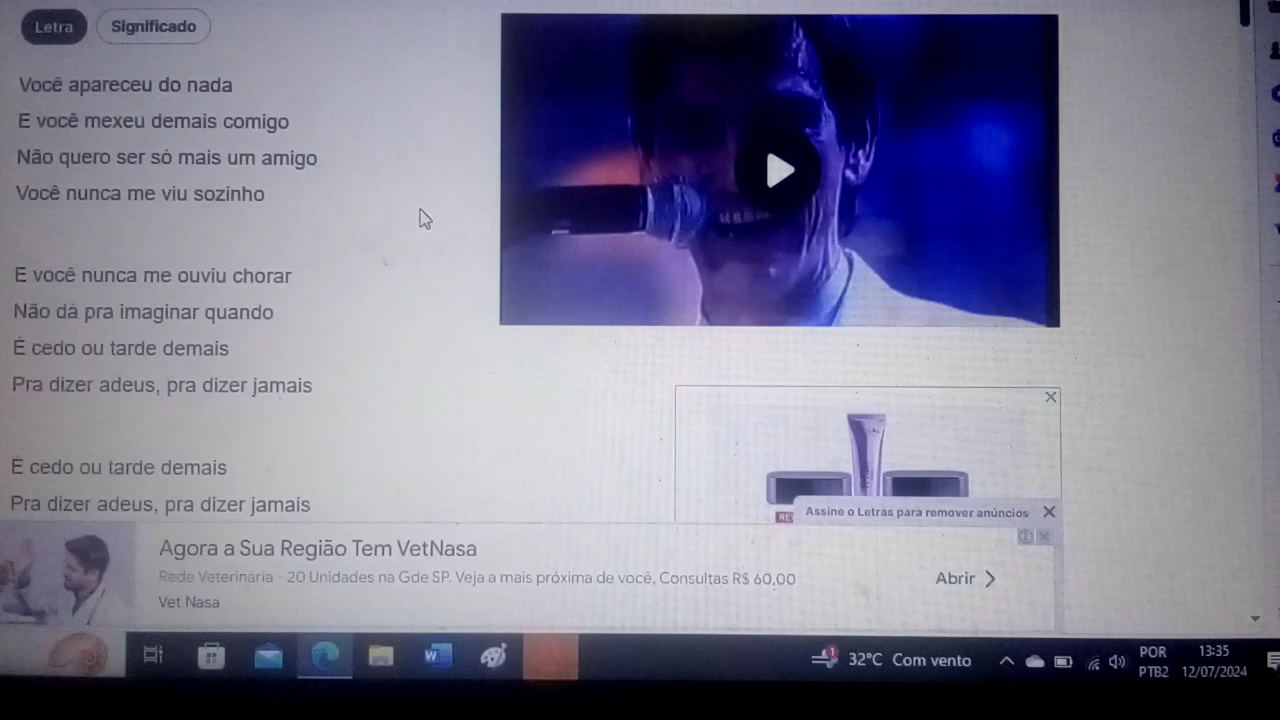 Letra
Significado
Você apareceu do nada
E você mexeu demais comigo
Não quero ser só mais um amigo
Você nunca me viu sozinho
E você nunca me ouviu chorar
Não dá pra imaginar quando
É cedo ou tarde demais
Pra dizer adeus, pra dizer jamais
É cedo ou tarde demais
Pra dizer adeus, pra dizer jamais
Assine o Letras para remover anúncios
Agora a Sua Região Tem VetNasa
Rede Veterinária - 20 Unidades na Gde SP. Veja a mais próxima de você, Consultas R$ 60,00
Vet Nasa
Abrir
1
32°C Com vento
POR
PTB2
13:35
12/07/2024